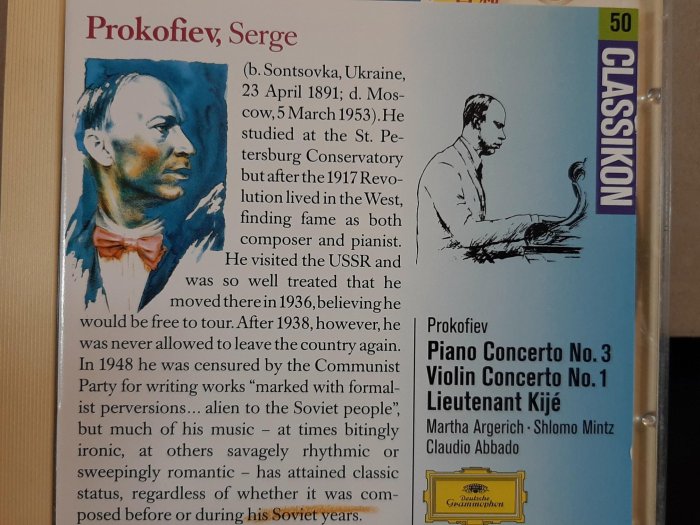 Prokofiev, Serge
(b. Sontsovka, Ukraine,
23 April 1891; d. Mos-
cow, 5 March 1953). He
studied at the St. Pe-
tersburg Conservatory
but after the 1917 Revo-
lution lived in the West,
finding fame as both
composer and pianist.
He visited the USSR and
was so well treated that he
moved there in 1936, believing he
would be free to tour. After 1938, however, he
was never allowed to leave the country again.
In 1948 he was censured by the Communist
Party for writing works “marked with formal-
ist perversions... alien to the Soviet people”,
but much of his music – at times bitingly
ironic, at others savagely rhythmic or
sweepingly romantic – has attained classic
status, regardless of whether it was com-
posed before or during his Soviet years.
50
CLASSIKON
Prokofiev
Piano Concerto No. 3
Violin Concerto No. 1
Lieutenant Kijé
Martha Argerich · Shlomo Mintz
Claudio Abbado
Deutsche
Grammophon